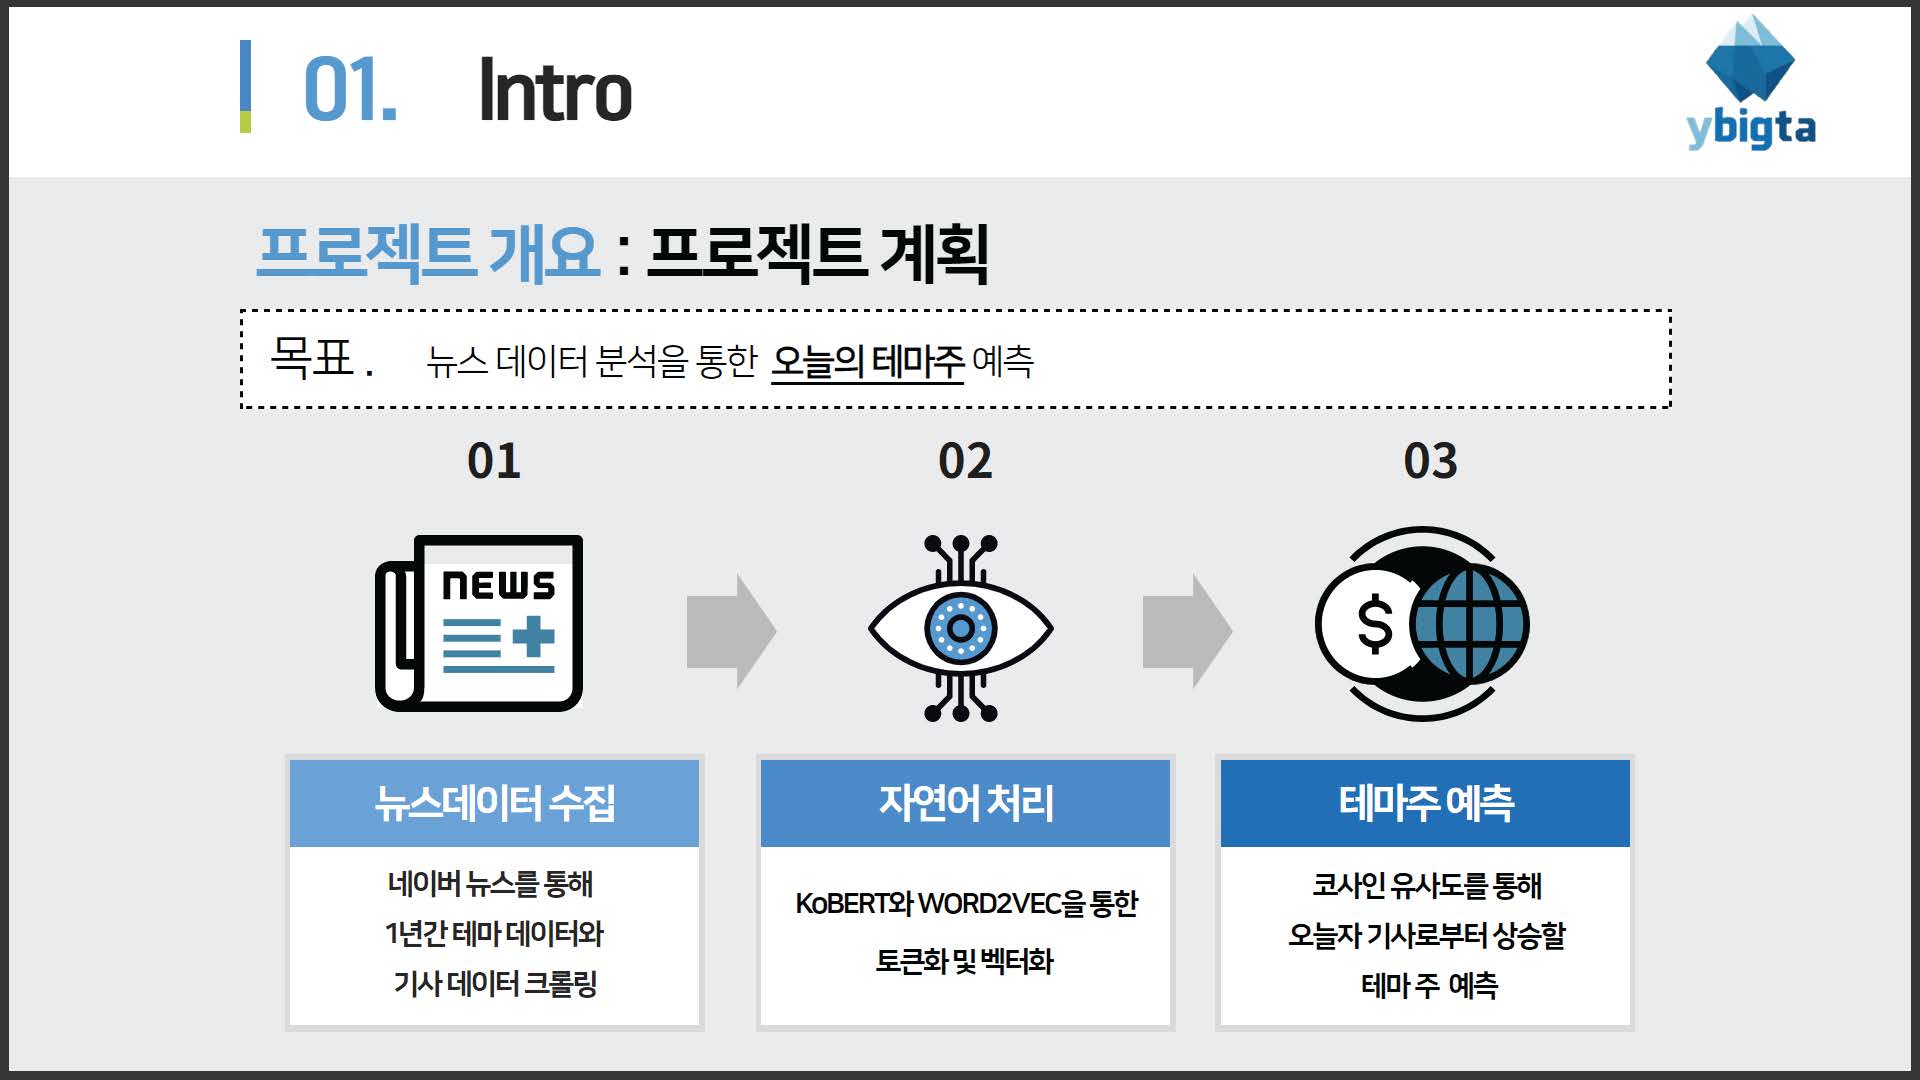 01. Intro
ybigta
프로젝트 개요 : 프로젝트 계획
목표 . 뉴스 데이터 분석을 통한 오늘의 테마주 예측
01
02
03
NEWS
$
뉴스데이터 수집
네이버 뉴스를 통해
1년간 테마 데이터와
기사 데이터 크롤링
자연어 처리
KoBERT와 WORD2VEC을 통한
토큰화 및 벡터화
테마주 예측
코사인 유사도를 통해
오늘자 기사로부터 상승할
테마 주 예측